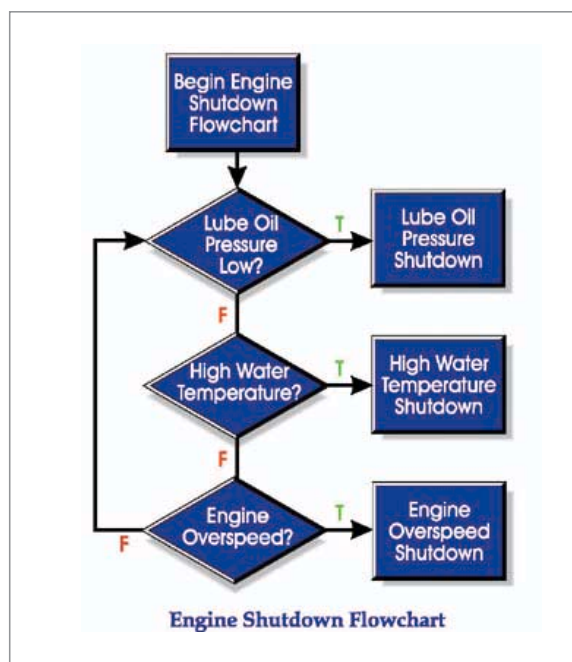 Begin Engine
Shutdown
Flowchart
Lube Oil
Pressure
Low?
T
Lube Oil
Pressure
Shutdown
F
High Water
Temperature?
T
High Water
Temperature
Shutdown
F
Engine
Overspeed?
T
Engine
Overspeed
Shutdown
F
Engine Shutdown Flowchart